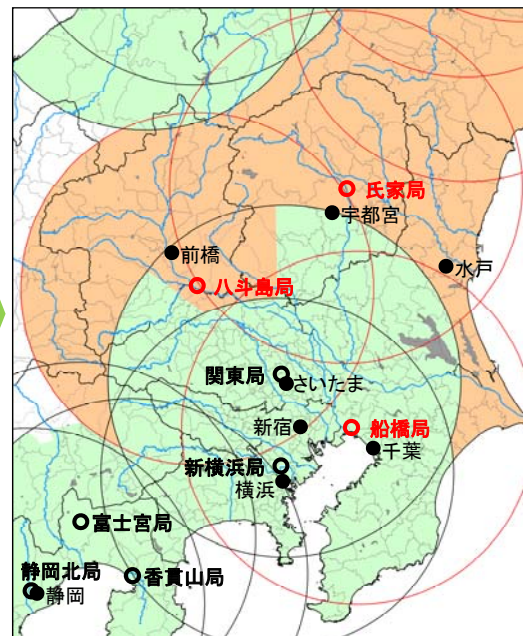 氏家局
宇都宮
前橋
水戸
八斗島局
関東局
さいたま
新宿
船橋局
千葉
新横浜局
横浜
富士宮局
静岡北局
香貫山局
静岡